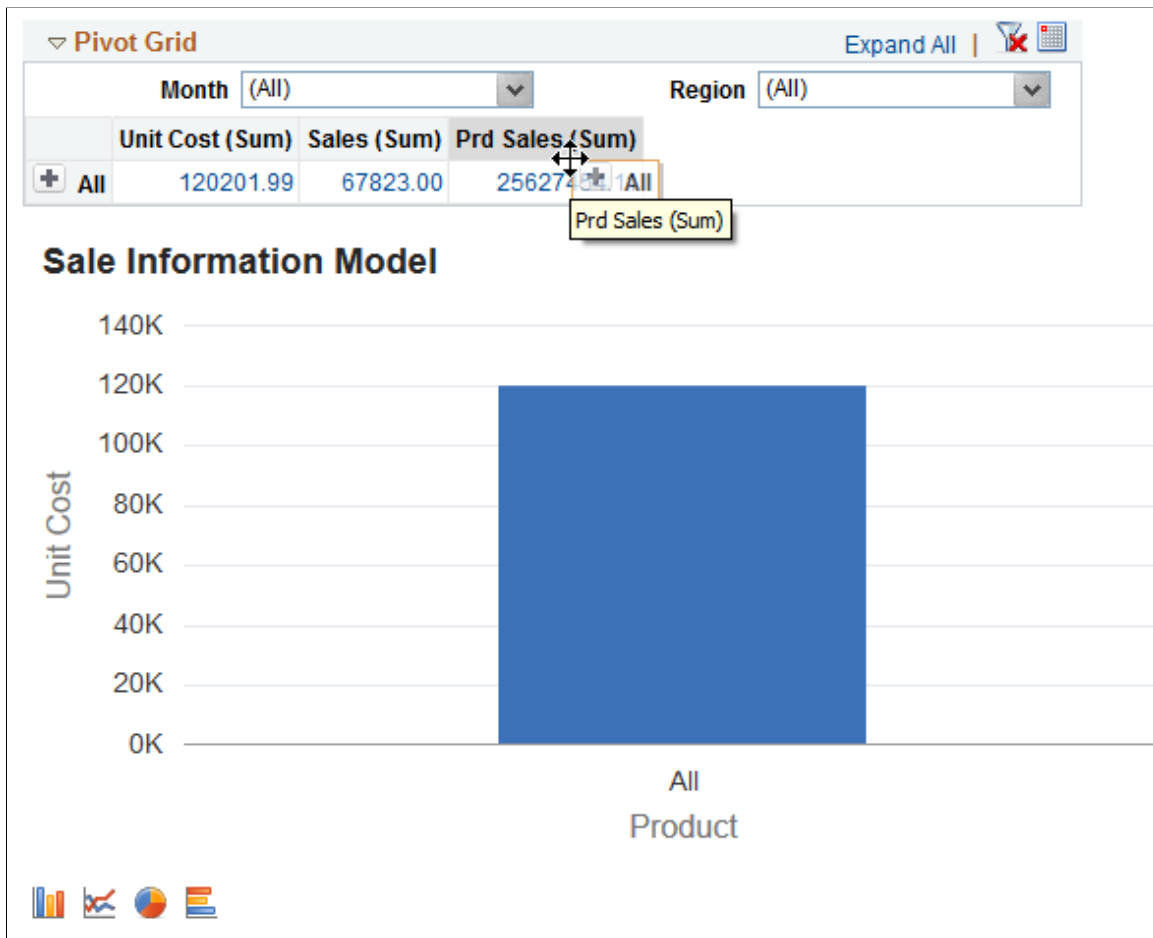 Pivot Grid Expand All |
Month (All) Region (All)
Unit Cost (Sum) Sales (Sum) Prd Sales (Sum)
All 120201.99 67823.00 All
Prd Sales (Sum)
Sale Information Model
140K
120K
100K
80K
60K
40K
20K
0K
Unit Cost
All
Product